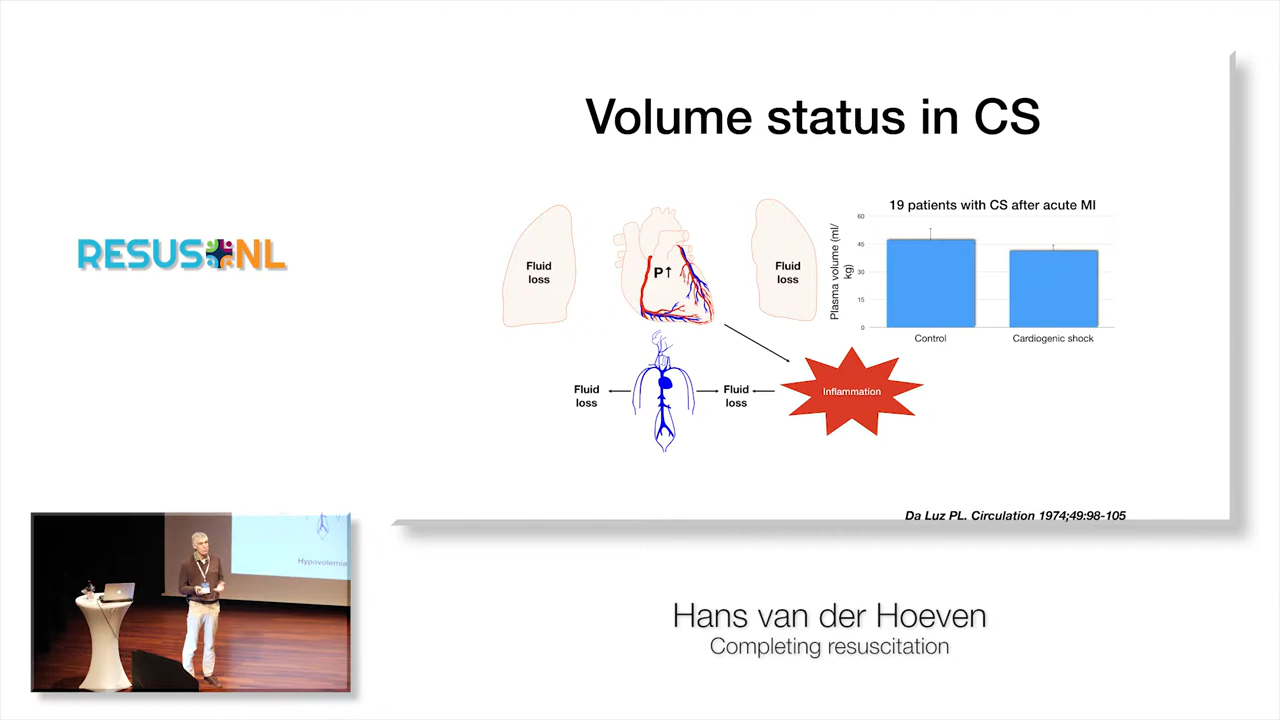 Volume status in CS
RESUS NL
Fluid
loss
P↑
Fluid
loss
Fluid
loss
Fluid
loss
Inflammation
19 patients with CS after acute MI
Plasma volume (ml/
kg)
60
45
30
15
0
Control
Cardiogenic shock
Da Luz PL. Circulation 1974;49:98-105
Hypovolemia
Hans van der Hoeven
Completing resuscitation